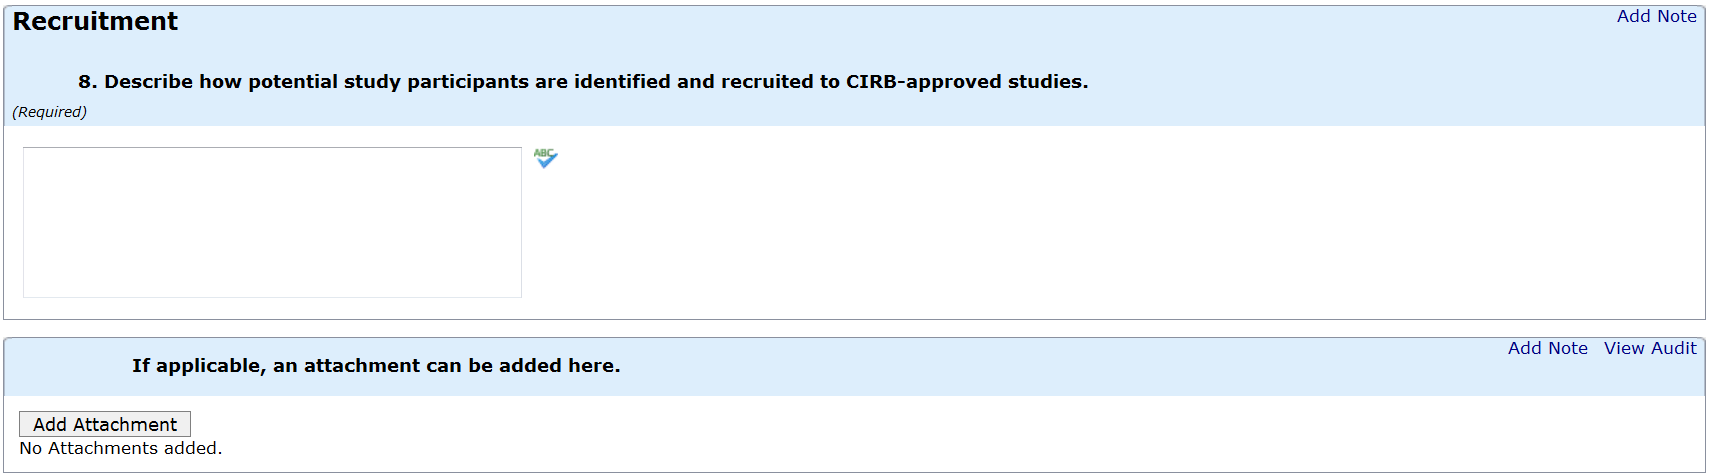 Recruitment
Add Note
8. Describe how potential study participants are identified and recruited to CIRB-approved studies.
(Required)
ABC
Add Note View Audit
If applicable, an attachment can be added here.
Add Attachment
No Attachments added.